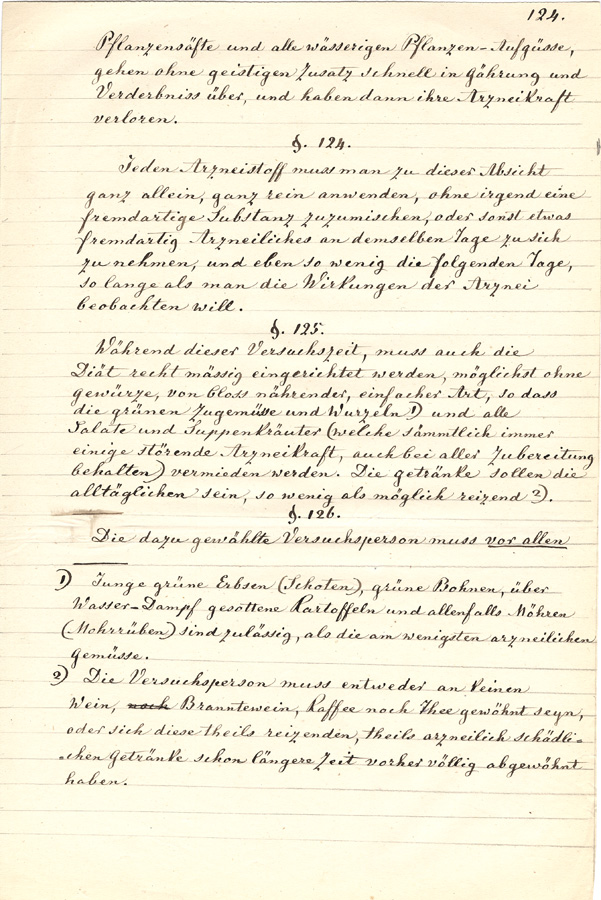 124.
Pflanzensäfte und alle wässerigen Pflanzen-Aufgüsse,
gehen ohne geistigen Zusatz schnell in Gährung und
Verderbniss über, und haben dann ihre Arzneikraft
verloren.
§. 124.
Jeden Arzneistoff muss man zu dieser Absicht
ganz allein, ganz rein anwenden, ohne irgend eine
fremdartige Substanz zuzumischen, oder sonst etwas
fremdartig Arzneiliches an demselben Tage zu sich
zu nehmen, und eben so wenig die folgenden Tage,
so lange als man die Wirkungen der Arznei
beobachten will.
§. 125.
Während dieser Versuchszeit, muss auch die
Diät recht mässig eingerichtet werden, möglichst ohne
Gewürze, von bloss nährender, einfacher Art, so dass
die grünen Zugemüse und Wurzeln 1) und alle
Salate und Suppenkräuter (welche sämmtlich immer
einige störende Arzneikraft, auch bei aller Zubereitung
behalten) vermieden werden. Die Getränke sollen die
alltäglichen sein, so wenig als möglich reizend 2).
§. 126.
Die dazu gewählte Versuchsperson muss vor allen
1) Junge grüne Erbsen (Schoten), grüne Bohnen, über
Wasser-Dampf gesottene Kartoffeln und allenfalls Möhren
(Mohrrüben) sind zulässig, als die am wenigsten arzneilichen
Gemüsse.
2) Die Versuchsperson muss entweder an keinen
Wein, noch Branntewein, Kaffee noch Thee gewöhnt seyn,
oder sich diese theils reizenden, theils arzneilich schädli=
=chen Getränke schon längere Zeit vorher völlig abgewöhnt
haben.